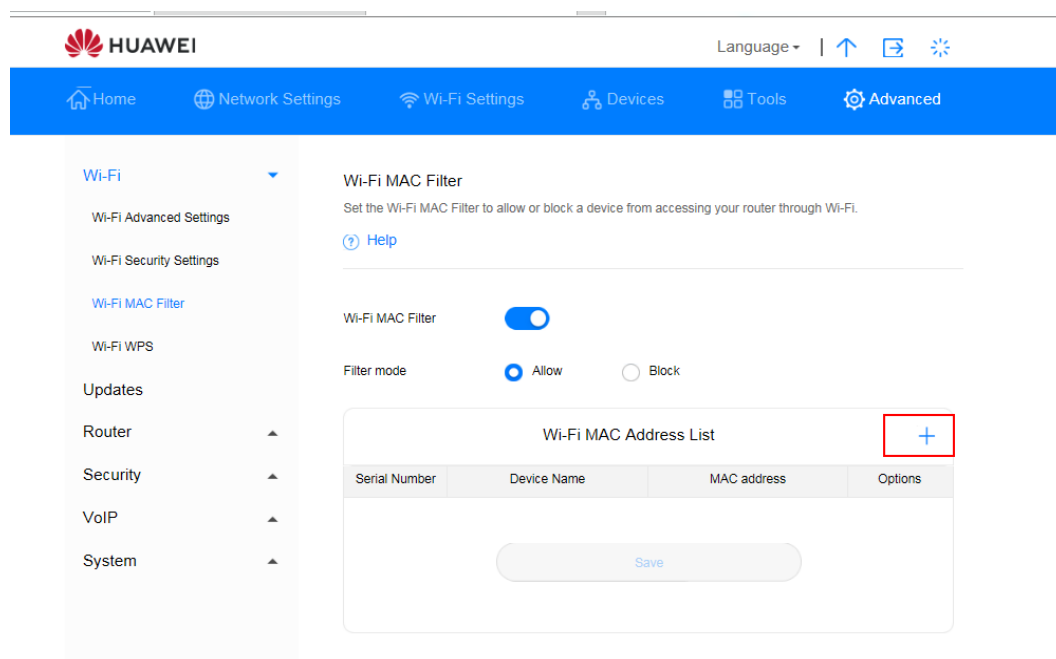 HUAWEI
Language
Home Network Settings Wi-Fi Settings Devices Tools Advanced
Wi-Fi
Wi-Fi Advanced Settings
Wi-Fi Security Settings
Wi-Fi MAC Filter
Wi-Fi WPS
Updates
Router
Security
VoIP
System
Wi-Fi MAC Filter
Set the Wi-Fi MAC Filter to allow or block a device from accessing your router through Wi-Fi.
? Help
Wi-Fi MAC Filter
Filter mode Allow Block
Wi-Fi MAC Address List +
Serial Number Device Name MAC address Options
Save